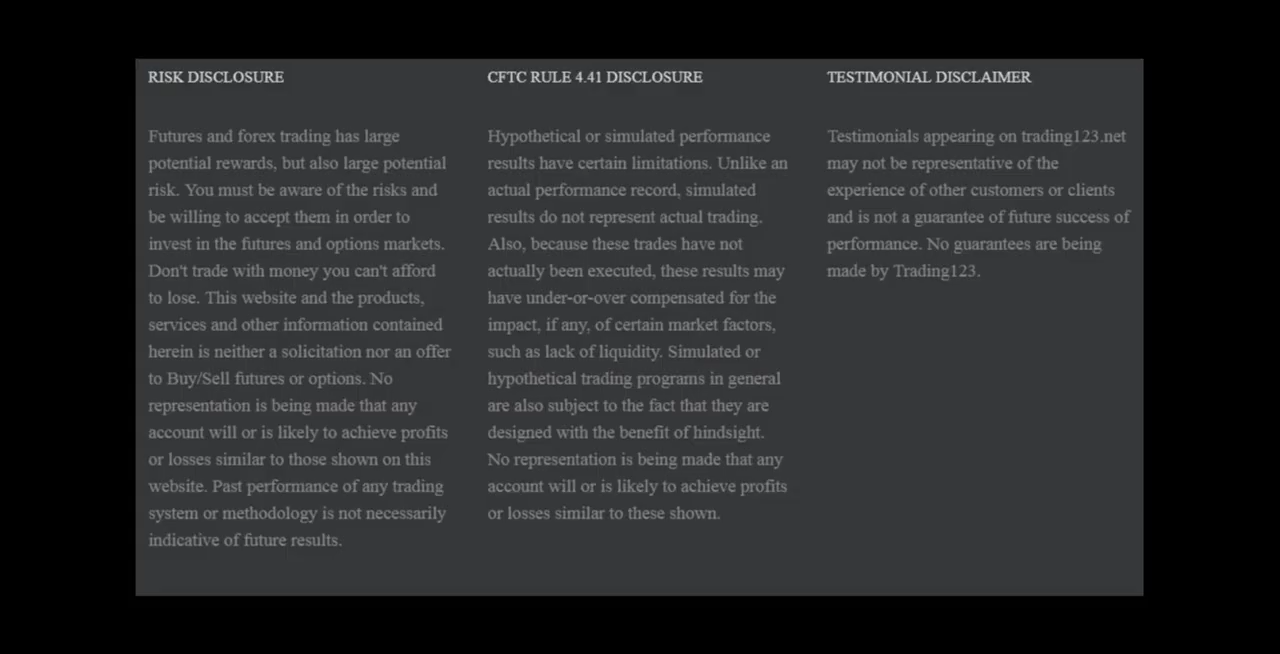 RISK DISCLOSURE
Futures and forex trading has large
potential rewards, but also large potential
risk. You must be aware of the risks and
be willing to accept them in order to
invest in the futures and options markets.
Don't trade with money you can't afford
to lose. This website and the products,
services and other information contained
herein is neither a solicitation nor an offer
to Buy/Sell futures or options. No
representation is being made that any
account will or is likely to achieve profits
or losses similar to those shown on this
website. Past performance of any trading
system or methodology is not necessarily
indicative of future results.
CFTC RULE 4.41 DISCLOSURE
Hypothetical or simulated performance
results have certain limitations. Unlike an
actual performance record, simulated
results do not represent actual trading.
Also, because these trades have not
actually been executed, these results may
have under-or-over compensated for the
impact, if any, of certain market factors,
such as lack of liquidity. Simulated or
hypothetical trading programs in general
are also subject to the fact that they are
designed with the benefit of hindsight.
No representation is being made that any
account will or is likely to achieve profits
or losses similar to these shown.
TESTIMONIAL DISCLAIMER
Testimonials appearing on trading123.net
may not be representative of the
experience of other customers or clients
and is not a guarantee of future success of
performance. No guarantees are being
made by Trading123.